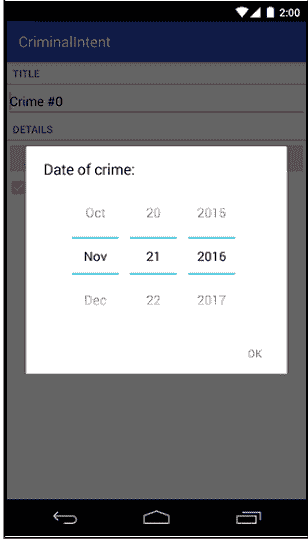 2:00
CriminalIntent
TITLE
Crime #0
DETAILS
Date of crime:
Oct 20 2015
Nov 21 2016
Dec 22 2017
OK